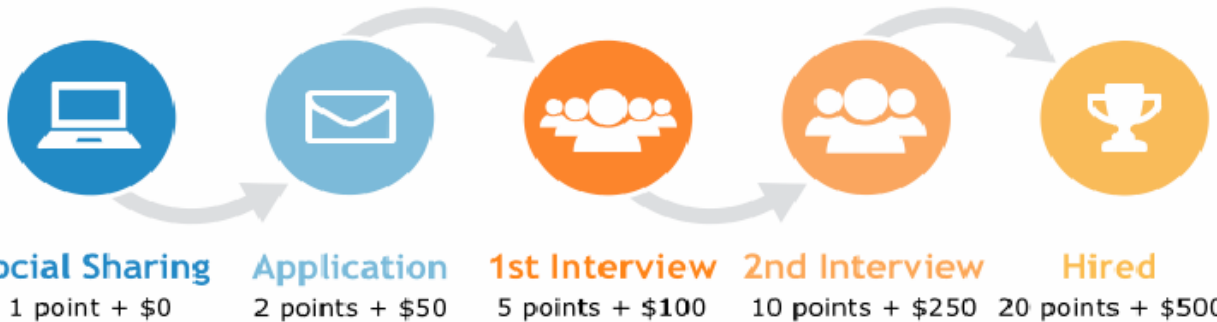 ocial Sharing Application 1st Interview 2nd Interview Hired
1 point + $0 2 points + $50 5 points + $100 10 points + $250 20 points + $500